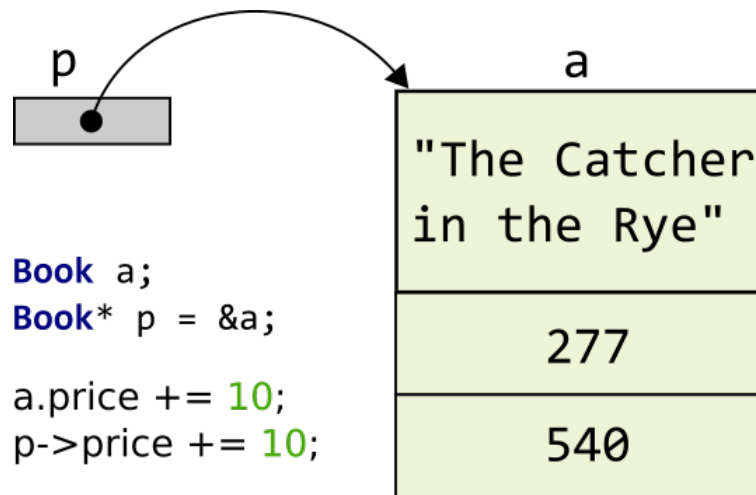 p
a
"The Catcher
in the Rye"
277
540
Book a;
Book* p = &a;
a.price += 10;
p->price += 10;